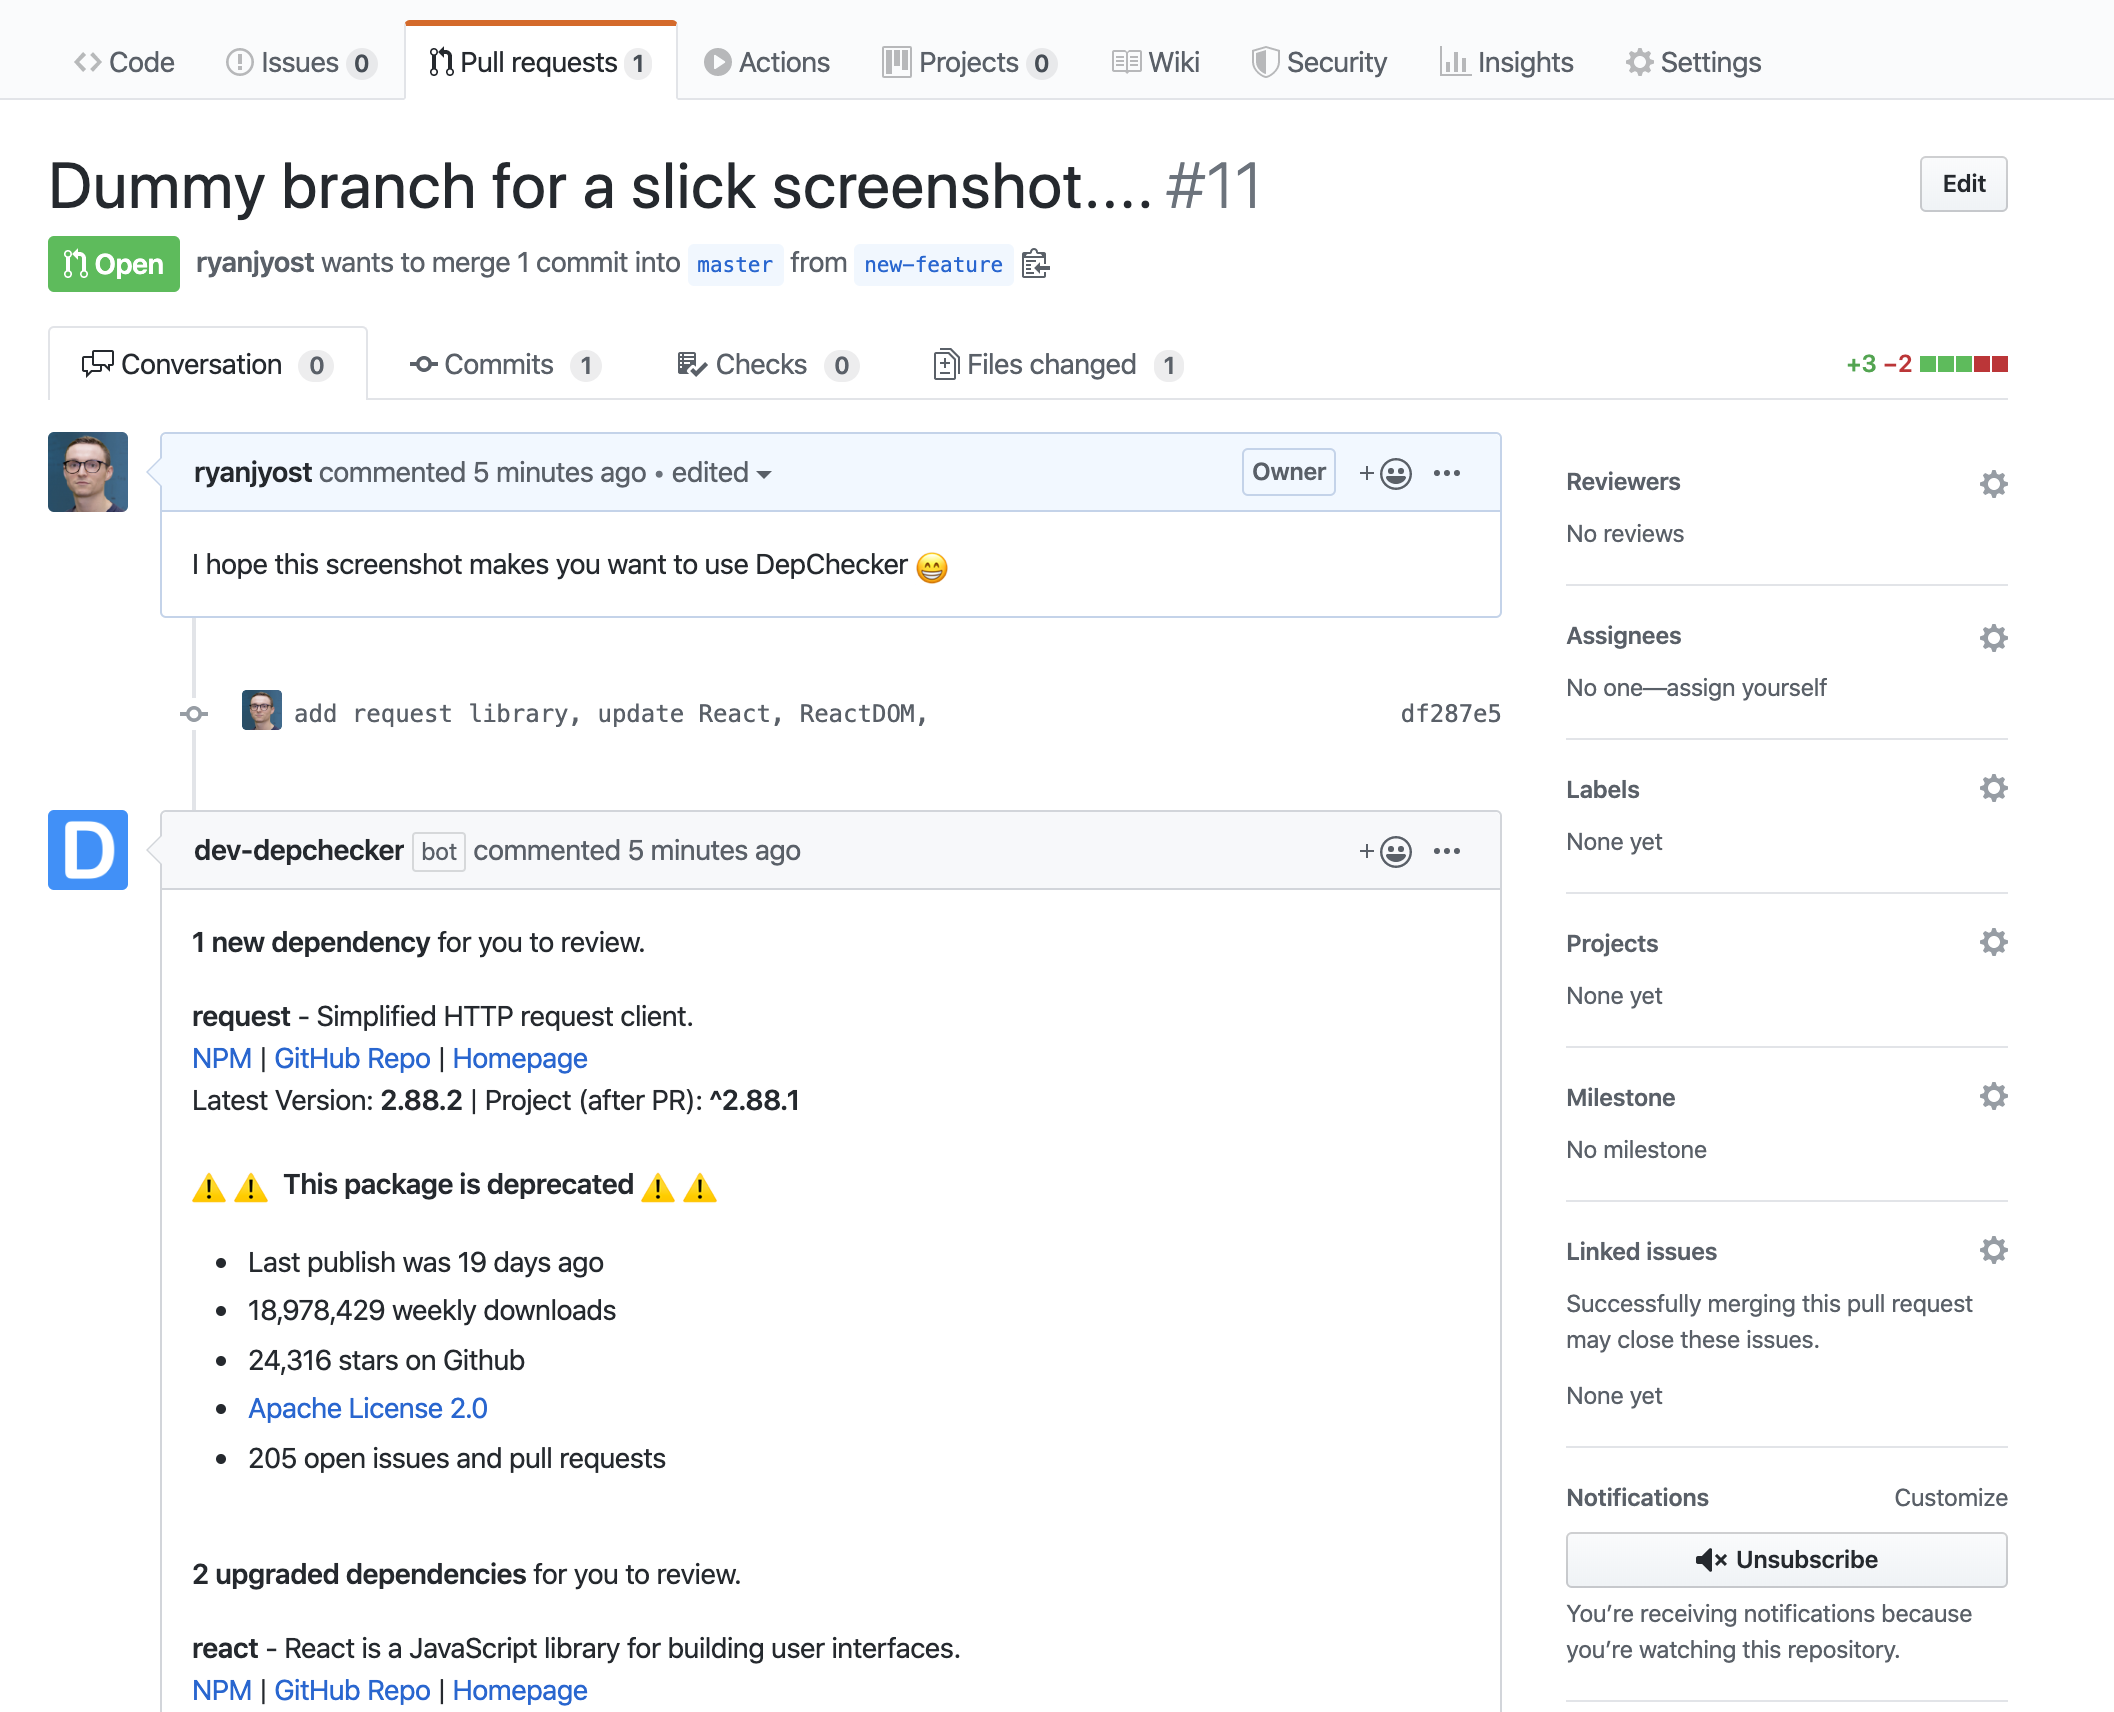 Code Issues 0 Pull requests 1 Actions Projects 0 Wiki Security Insights Settings
Dummy branch for a slick screenshot.... #11
Edit
Open ryanjyost wants to merge 1 commit into master from new-feature
Conversation 0 Commits 1 Checks 0 Files changed 1
+3 −2
ryanjyost commented 5 minutes ago • edited
Owner
I hope this screenshot makes you want to use DepChecker 😁
add request library, update React, ReactDOM, df287e5
D
dev-depchecker bot commented 5 minutes ago
1 new dependency for you to review.
request - Simplified HTTP request client.
NPM | GitHub Repo | Homepage
Latest Version: 2.88.2 | Project (after PR): ^2.88.1
⚠️ ⚠️ This package is deprecated ⚠️ ⚠️
• Last publish was 19 days ago
• 18,978,429 weekly downloads
• 24,316 stars on Github
• Apache License 2.0
• 205 open issues and pull requests
2 upgraded dependencies for you to review.
react - React is a JavaScript library for building user interfaces.
NPM | GitHub Repo | Homepage
Reviewers
No reviews
Assignees
No one—assign yourself
Labels
None yet
Projects
None yet
Milestone
No milestone
Linked issues
Successfully merging this pull request
may close these issues.
None yet
Notifications
Customize
Unsubscribe
You’re receiving notifications because
you’re watching this repository.